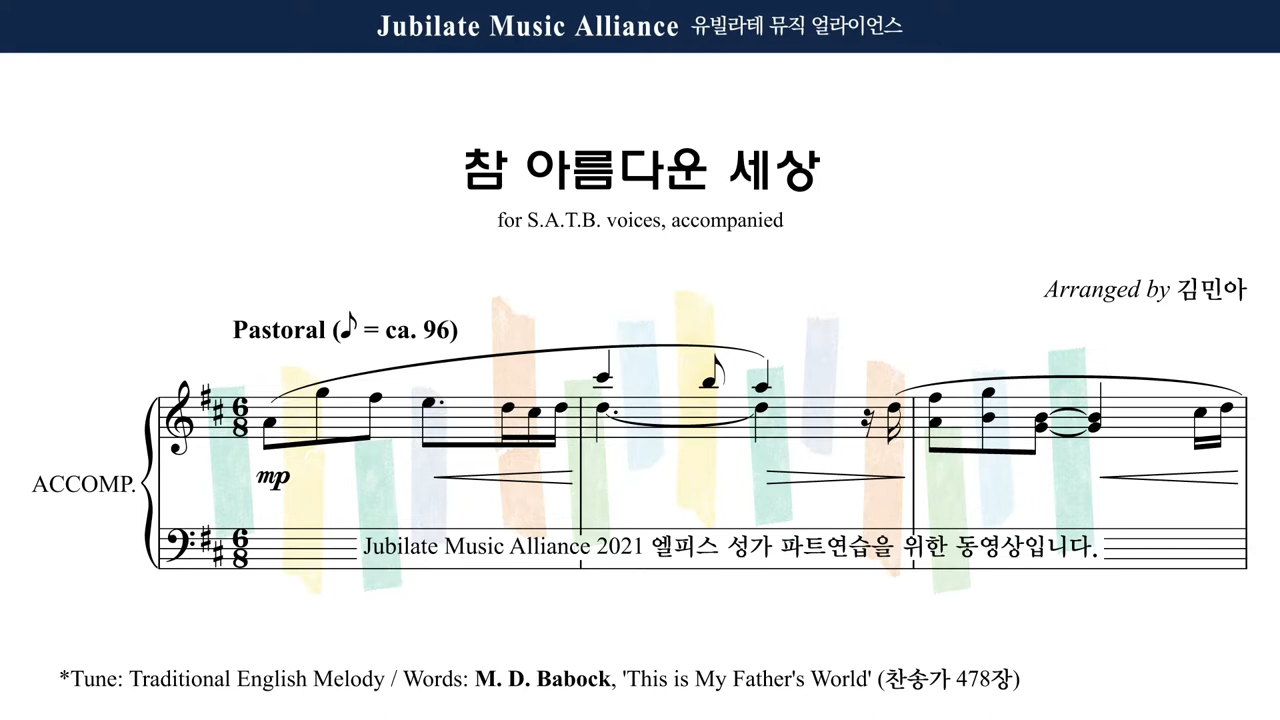 Jubilate Music Alliance 유빌라테 뮤직 얼라이언스
참 아름다운 세상
for S.A.T.B. voices, accompanied
Arranged by 김민아
Pastoral (♪ = ca. 96)
6 8
mp
ACCOMP.
6 8
Jubilate Music Alliance 2021 엘피스 성가 파트연습을 위한 동영상입니다.
*Tune: Traditional English Melody / Words: M. D. Babock, 'This is My Father's World' (찬송가 478장)